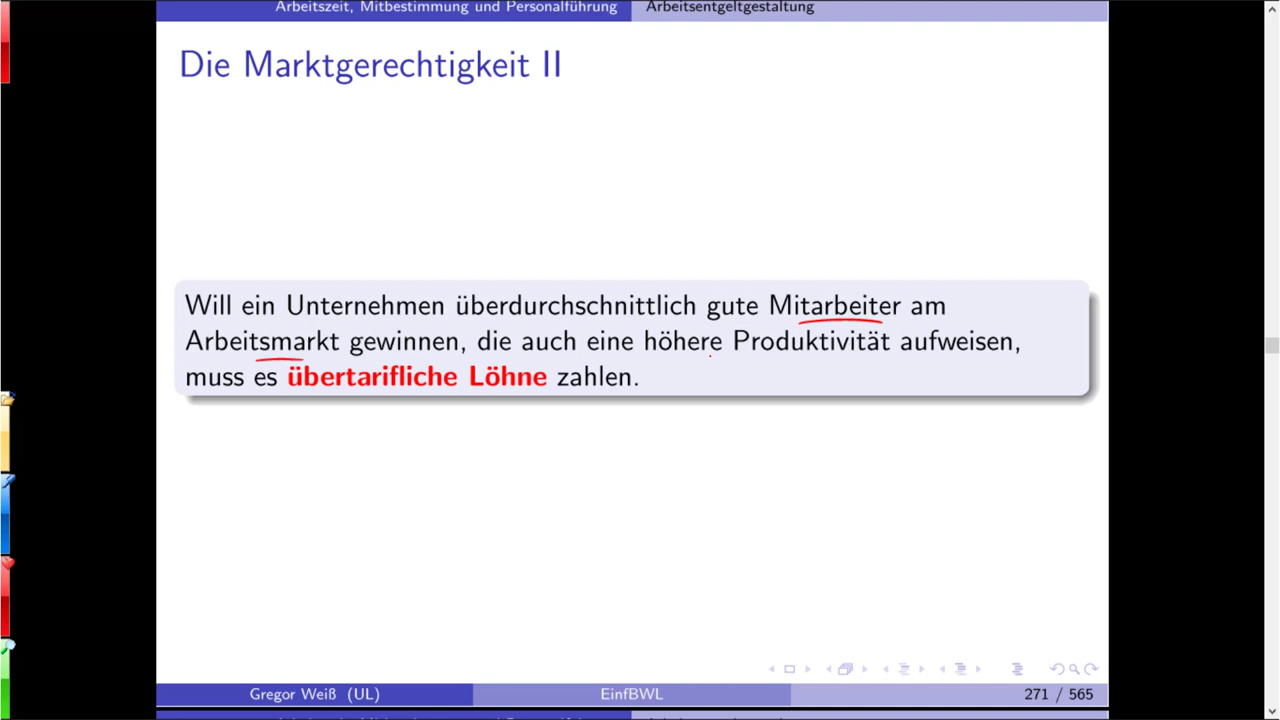 Arbeitszeit, Mitbestimmung und Personalführung Arbeitsentgeltgestaltung
Die Marktgerechtigkeit II
Will ein Unternehmen überdurchschnittlich gute Mitarbeiter am
Arbeitsmarkt gewinnen, die auch eine höhere Produktivität aufweisen,
muss es übertarifliche Löhne zahlen.
Gregor Weiß (UL) EinfBWL 271 / 565